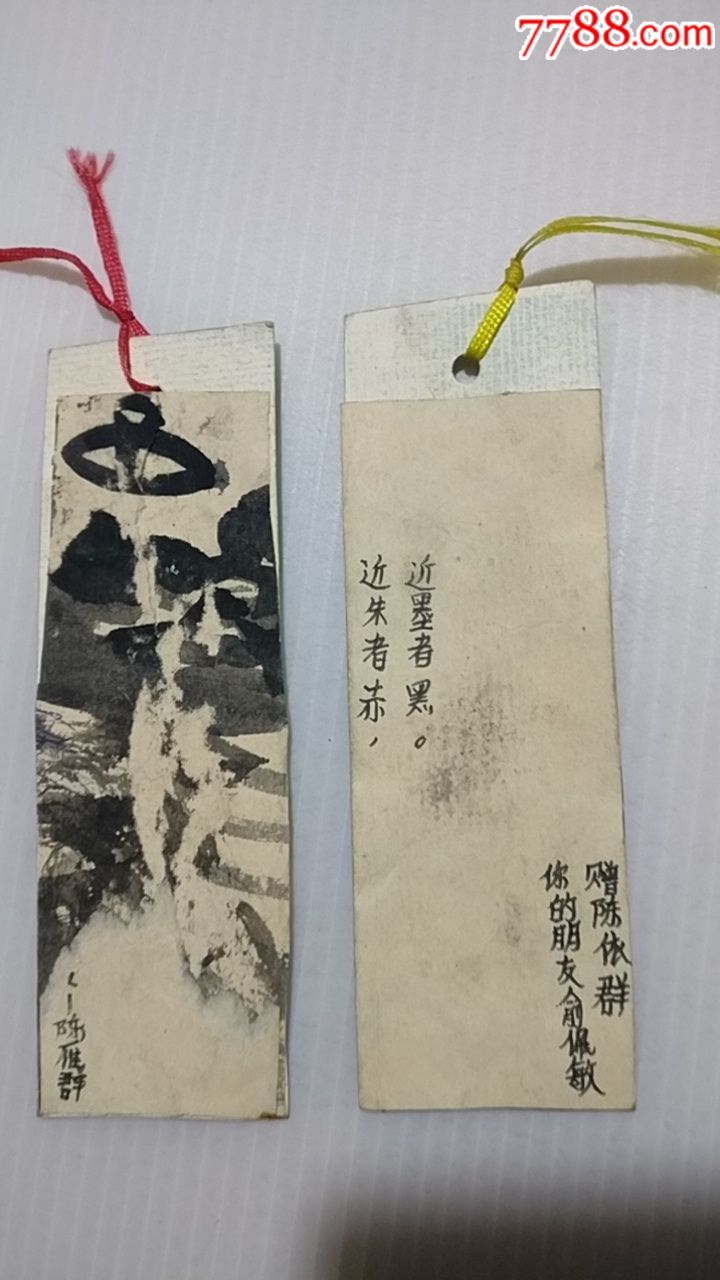 7788.com
陈
群
近朱者赤，
近墨者黑。
赠陈依群
你的朋友俞佩敏